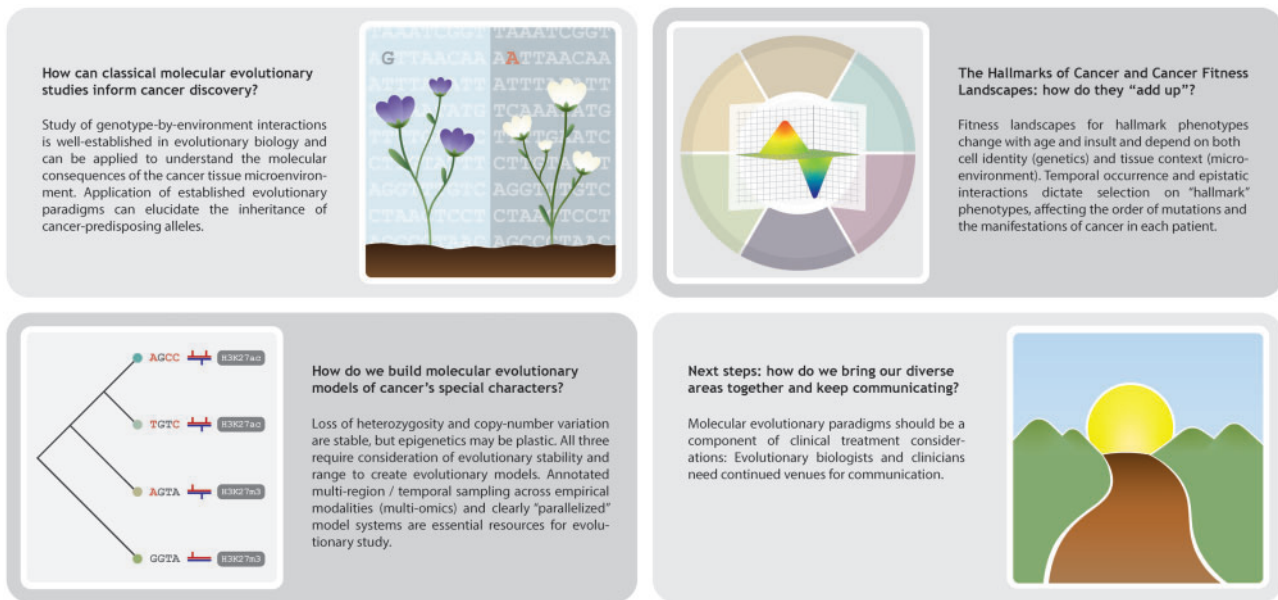 How can classical molecular evolutionary
studies inform cancer discovery?
Study of genotype-by-environment interactions
is well-established in evolutionary biology and
can be applied to understand the molecular
consequences of the cancer tissue microenviron-
ment. Application of established evolutionary
paradigms can elucidate the inheritance of
cancer-predisposing alleles.
TAAATCGGT TAAATCGGT
AGTTAACAA AATTAACAA
The Hallmarks of Cancer and Cancer Fitness
Landscapes: how do they “add up”?
Fitness landscapes for hallmark phenotypes
change with age and insult and depend on both
cell identity (genetics) and tissue context (micro-
environment). Temporal occurrence and epistatic
interactions dictate selection on “hallmark”
phenotypes, affecting the order of mutations and
the manifestations of cancer in each patient.
AGCC H3K27ac
TGTC H3K27ac
AGTA H3K27m3
GGTA H3K27m3
How do we build molecular evolutionary
models of cancer’s special characters?
Loss of heterozygosity and copy-number variation
are stable, but epigenetics may be plastic. All three
require consideration of evolutionary stability and
range to create evolutionary models. Annotated
multi-region / temporal sampling across empirical
modalities (multi-omics) and clearly “parallelized”
model systems are essential resources for evolu-
tionary study.
Next steps: how do we bring our diverse
areas together and keep communicating?
Molecular evolutionary paradigms should be a
component of clinical treatment consider-
ations: Evolutionary biologists and clinicians
need continued venues for communication.